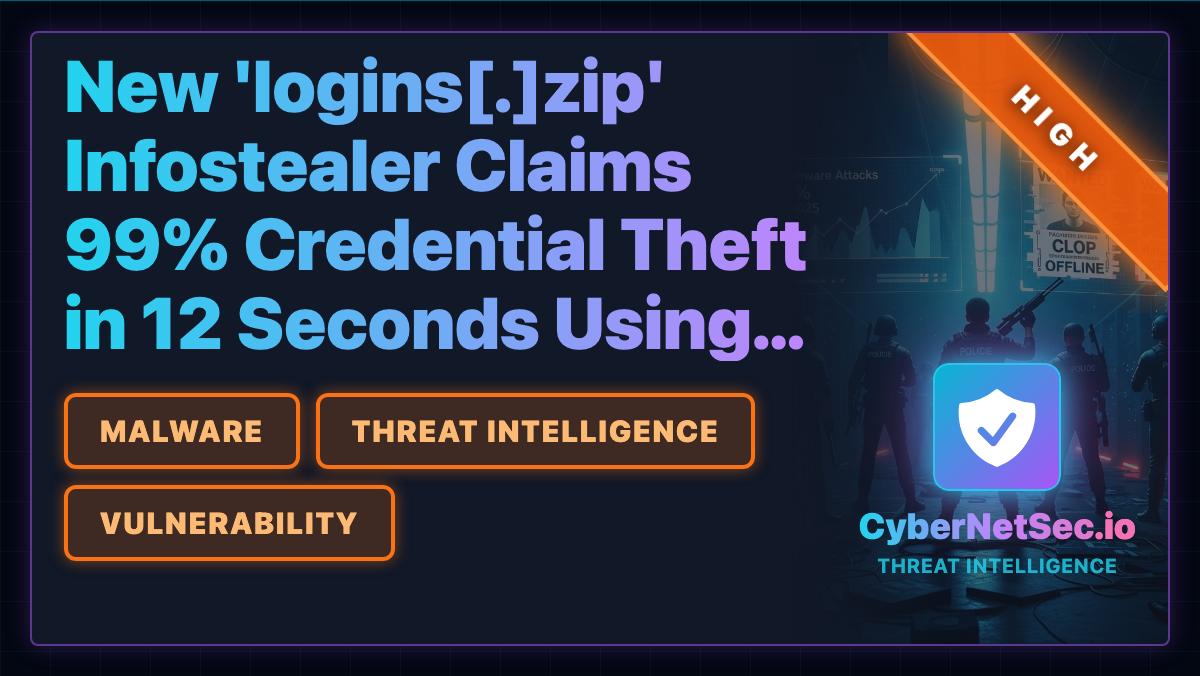 New 'logins[.]zip'
Infostealer Claims
99% Credential Theft
in 12 Seconds Using...
MALWARE
THREAT INTELLIGENCE
VULNERABILITY
HIGH
ware Attacks
CLOP
OFFLINE
POLICE
POLICE
POLICE
CyberNetSec.io
THREAT INTELLIGENCE